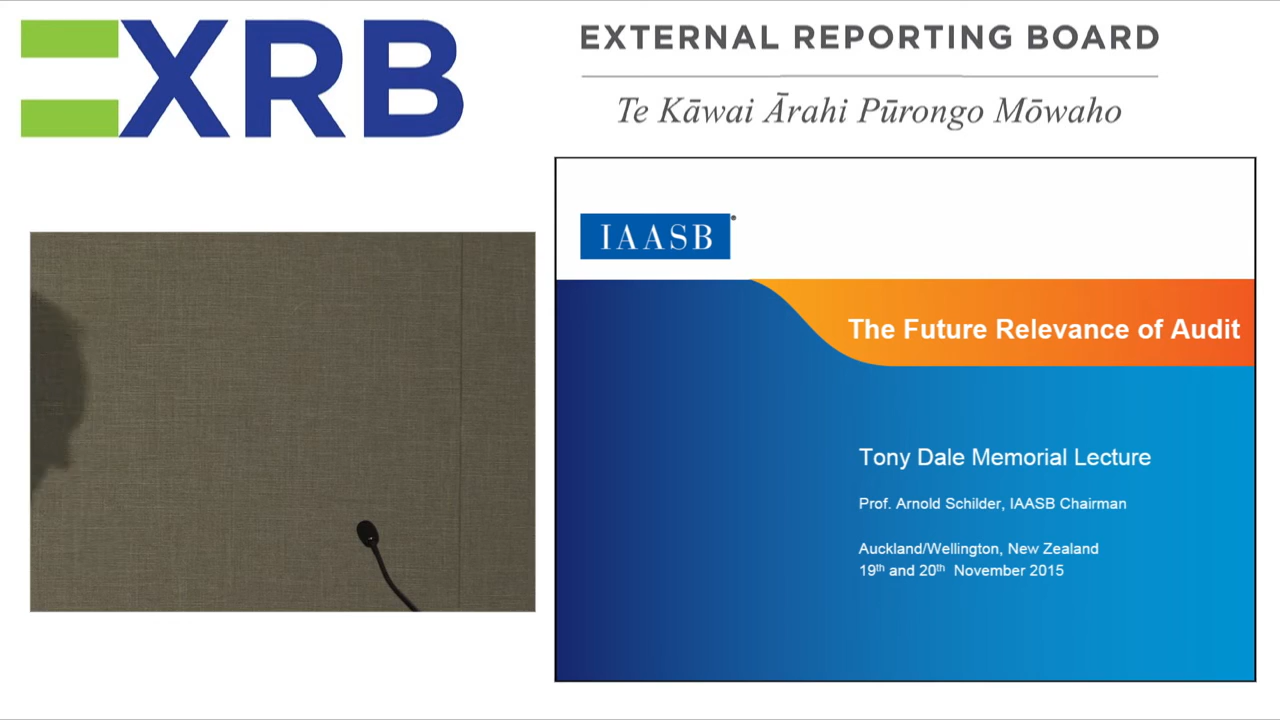 EXRB
EXTERNAL REPORTING BOARD
Te Kāwai Ārahi Pūrongo Mōwaho
IAASB
The Future Relevance of Audit
Tony Dale Memorial Lecture
Prof. Arnold Schilder, IAASB Chairman
Auckland/Wellington, New Zealand
19th and 20th November 2015